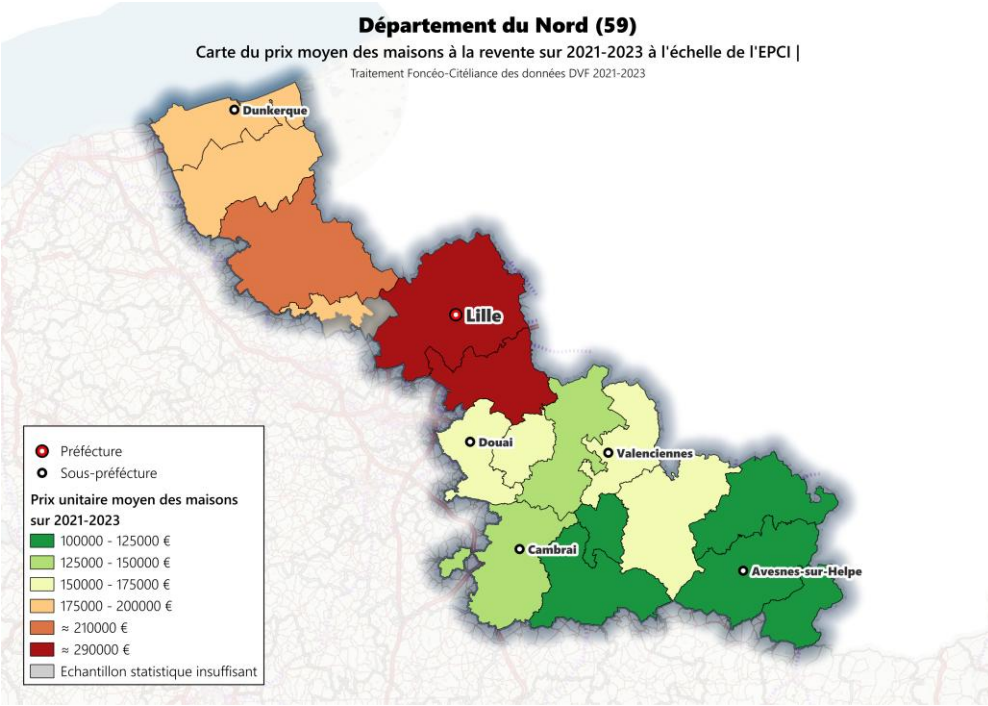 Département du Nord (59)
Carte du prix moyen des maisons à la revente sur 2021-2023 à l'échelle de l'EPCI |
Traitement Foncéo-Citéliance des données DVF 2021-2023
Dunkerque
Lille
Douai
Valenciennes
Cambrai
Avesnes-sur-Helpe
Préfécture
Sous-préfécture
Prix unitaire moyen des maisons
sur 2021-2023
100000 - 125000 €
125000 - 150000 €
150000 - 175000 €
175000 - 200000 €
≈ 210000 €
≈ 290000 €
Echantillon statistique insuffisant